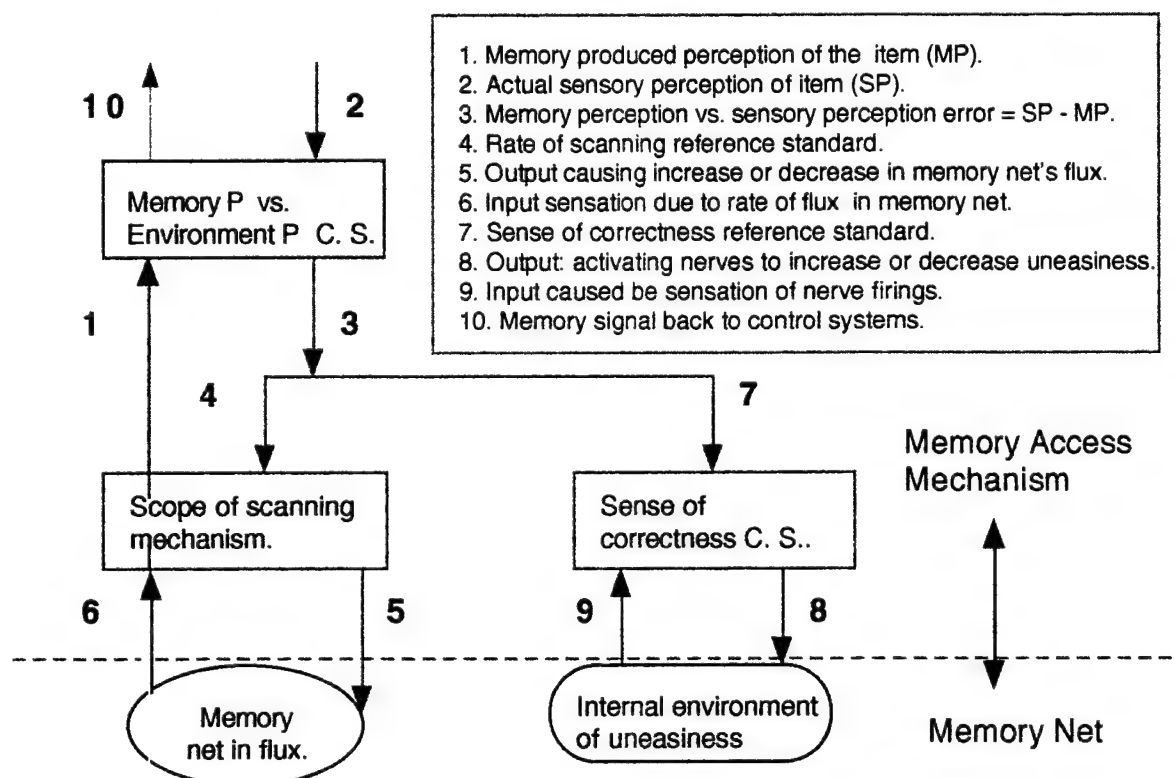 1. Memory produced perception of the item (MP).
2. Actual sensory perception of item (SP).
3. Memory perception vs. sensory perception error = SP - MP.
4. Rate of scanning reference standard.
5. Output causing increase or decrease in memory net's flux.
6. Input sensation due to rate of flux in memory net.
7. Sense of correctness reference standard.
8. Output: activating nerves to increase or decrease uneasiness.
9. Input caused be sensation of nerve firings.
10. Memory signal back to control systems.
10
2
Memory P vs.
Environment P C. S.
1
3
4
7
Memory Access
Mechanism
Scope of scanning
mechanism.
Sense of
correctness C. S..
6
5
9
8
Memory
net in flux.
Internal environment
of uneasiness
Memory Net